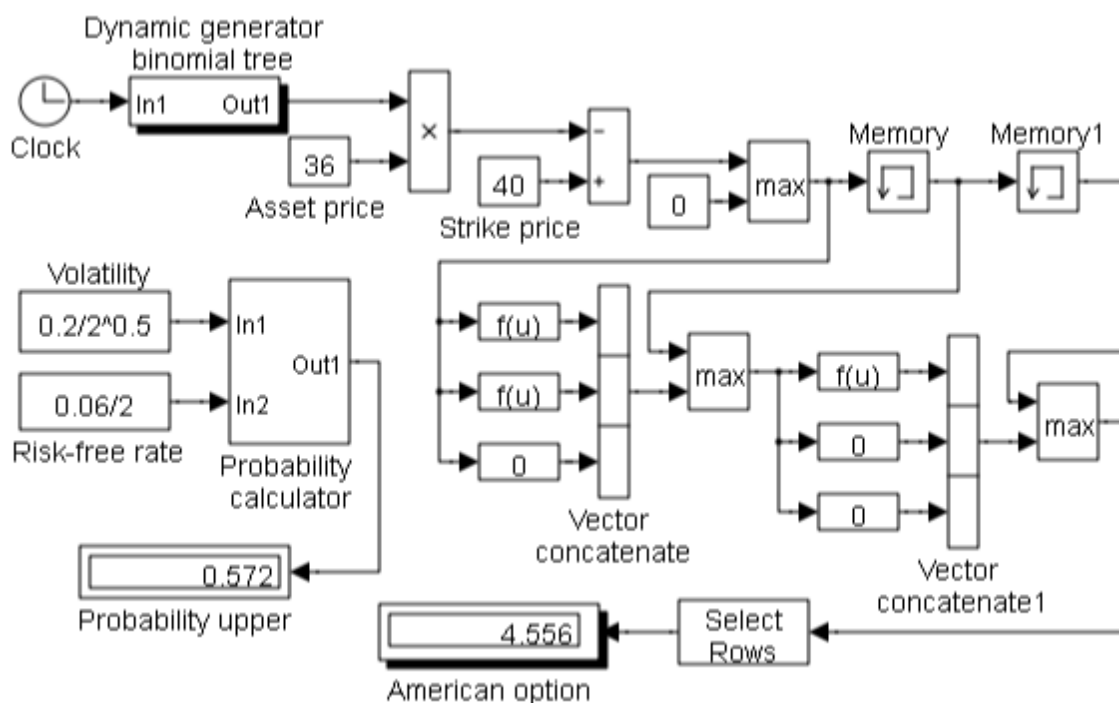 Dynamic generator
binomial tree
In1
Out1
Clock
36
Asset price
×
40
Strike price
−
+
0
max
Memory
Memory1
Volatility
0.2/2^0.5
0.06/2
Risk-free rate
In1
In2
Out1
Probability
calculator
0.572
Probability upper
f(u)
f(u)
0
Vector
concatenate
max
f(u)
0
0
Vector
concatenate1
max
Select
Rows
4.556
American option